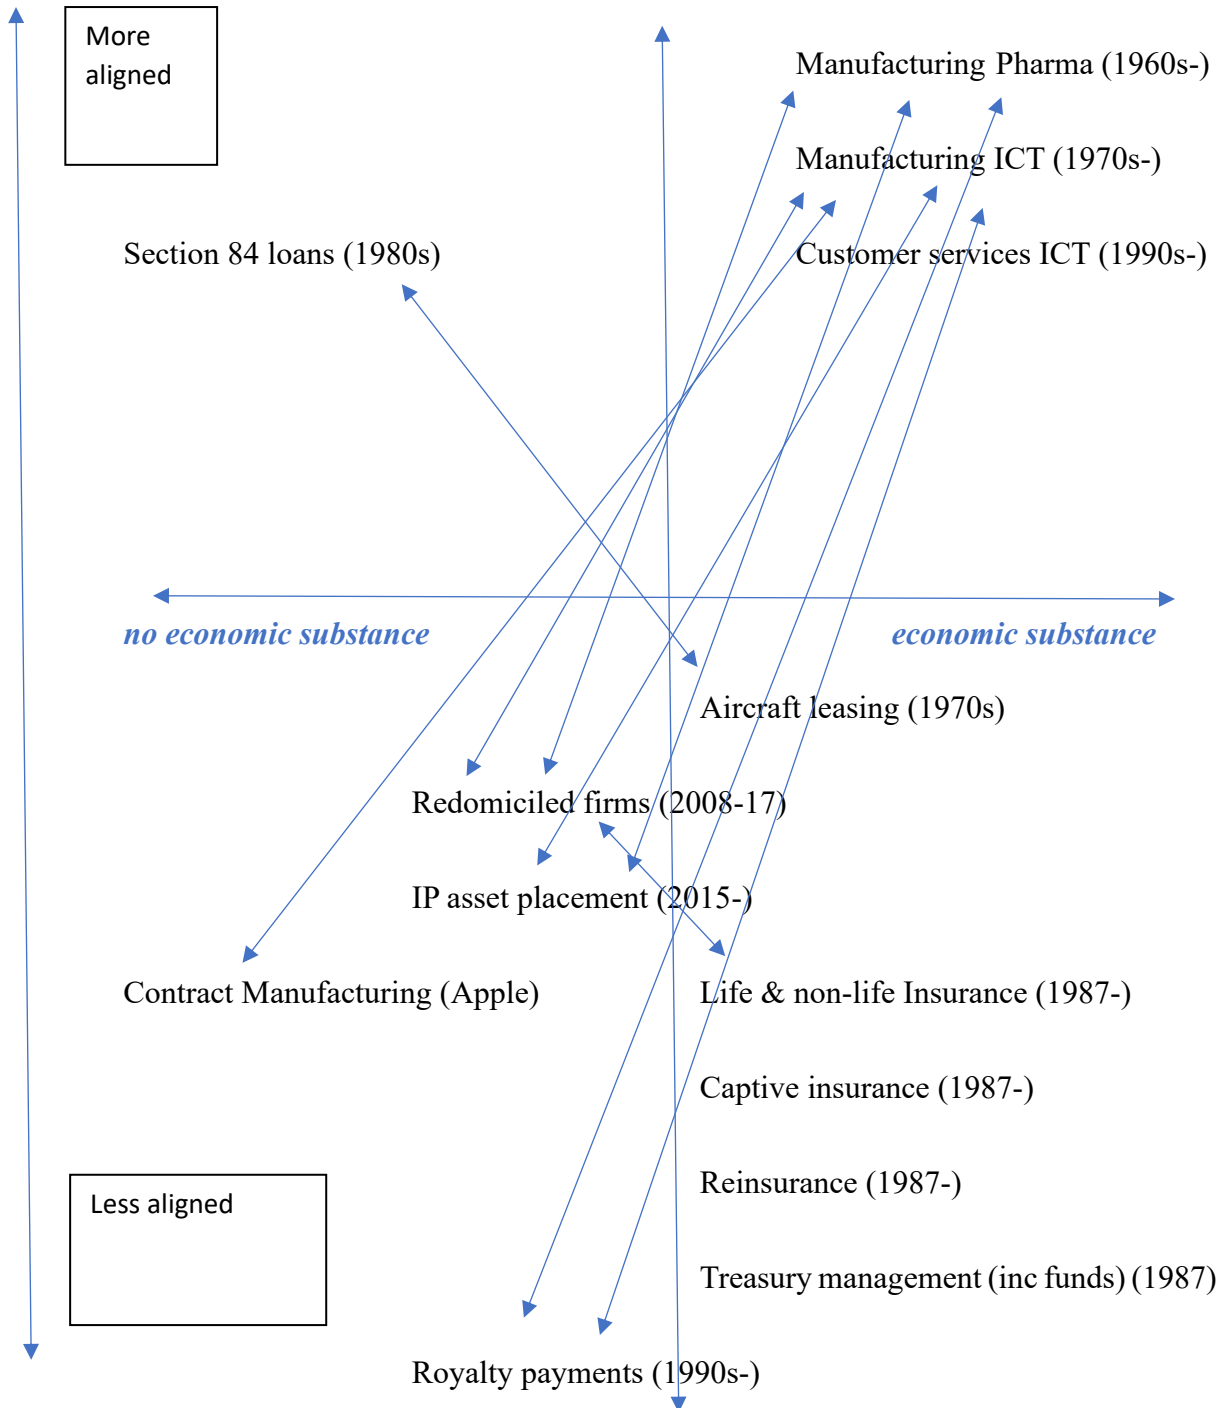 More
aligned
Manufacturing Pharma (1960s-)
Manufacturing ICT (1970s-)
Section 84 loans (1980s)
Customer services ICT (1990s-)
no economic substance
economic substance
Aircraft leasing (1970s)
Redomiciled firms (2008-17)
IP asset placement (2015-)
Contract Manufacturing (Apple)
Life & non-life Insurance (1987-)
Captive insurance (1987-)
Less aligned
Reinsurance (1987-)
Treasury management (inc funds) (1987)
Royalty payments (1990s-)